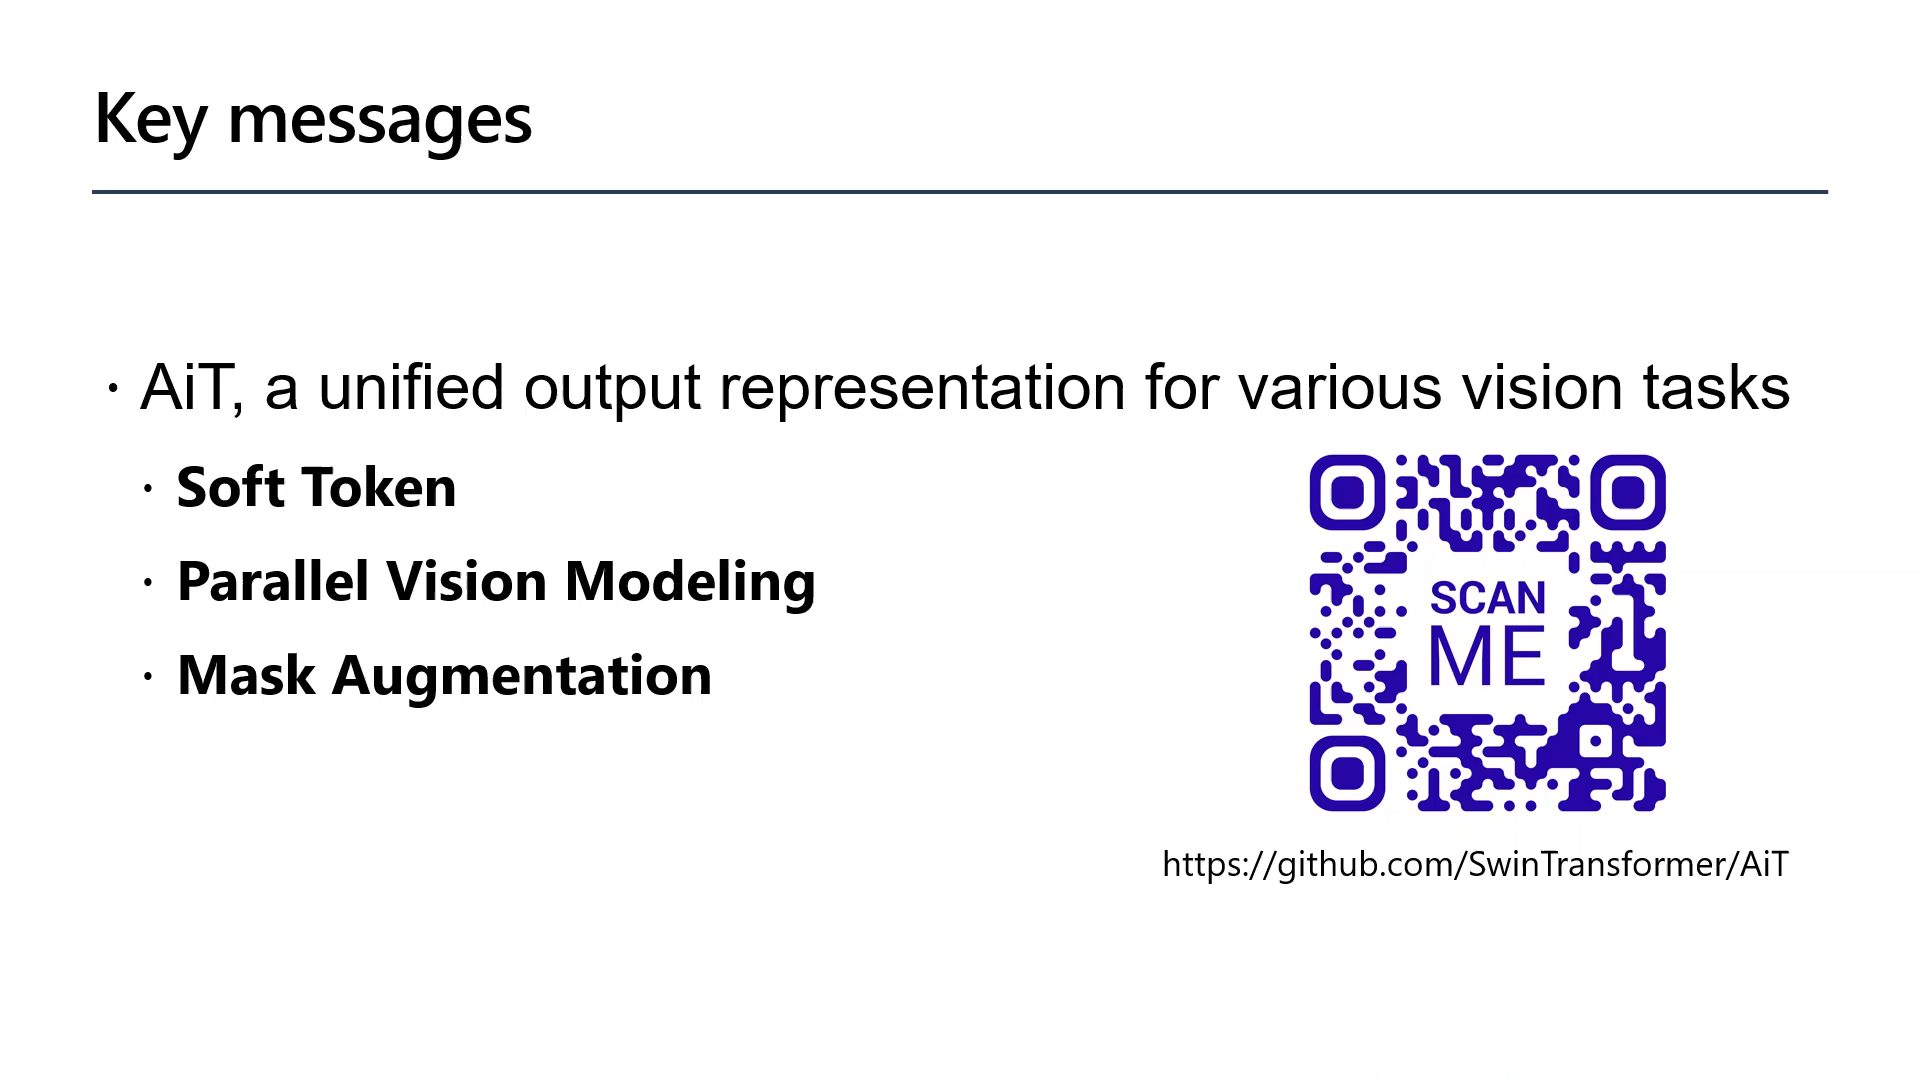 Key messages
· AiT, a unified output representation for various vision tasks
· Soft Token
· Parallel Vision Modeling
· Mask Augmentation
SCAN
ME
https://github.com/SwinTransformer/AiT